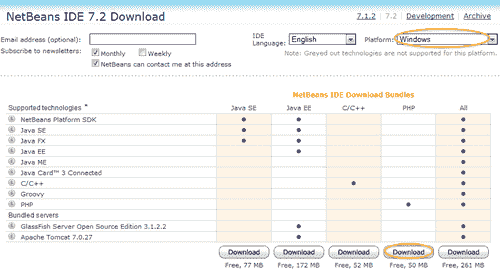 NetBeans IDE 7.2 Download
7.1.2 | 7.2 | Development | Archive
Email address (optional):
IDE Language: English
Platform: Windows
Subscribe to newsletters: Monthly Weekly
Note: Greyed out technologies are not supported for this platform.
NetBeans can contact me at this address
NetBeans IDE Download Bundles
Supported technologies Java SE Java EE C/C++ PHP All
NetBeans Platform SDK
Java SE
Java FX
Java EE
Java ME
Java Card™ 3 Connected
C/C++
Groovy
PHP
Bundled servers
GlassFish Server Open Source Edition 3.1.2.2
Apache Tomcat 7.0.27
Download Download Download Download Download
Free, 77 MB Free, 172 MB Free, 52 MB Free, 50 MB Free, 261 MB